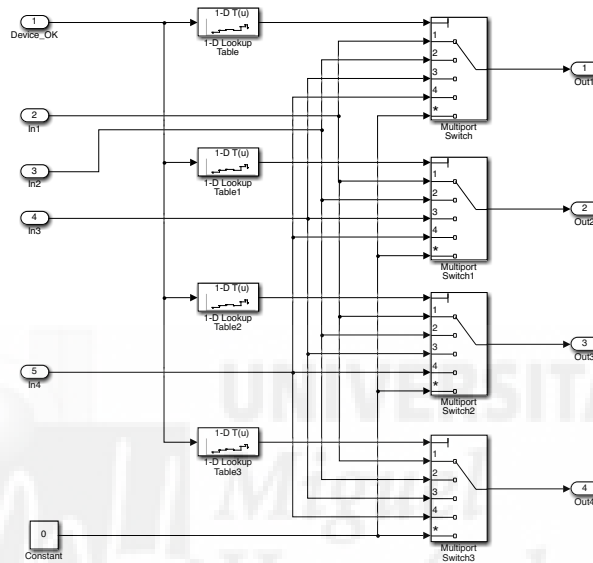 1
Device_OK
1-D T(u)
1-D Lookup
Table
1
2
3
4
*
Multiport
Switch
1
Out1
2
In1
3
In2
1-D T(u)
1-D Lookup
Table1
1
2
3
4
*
Multiport
Switch1
2
Out2
4
In3
1-D T(u)
1-D Lookup
Table2
1
2
3
4
*
Multiport
Switch2
3
Out3
5
In4
UNIVERSITA
1-D T(u)
1-D Lookup
Table3
1
2
3
4
*
Multiport
Switch3
4
Out4
Miguel
0
Constant